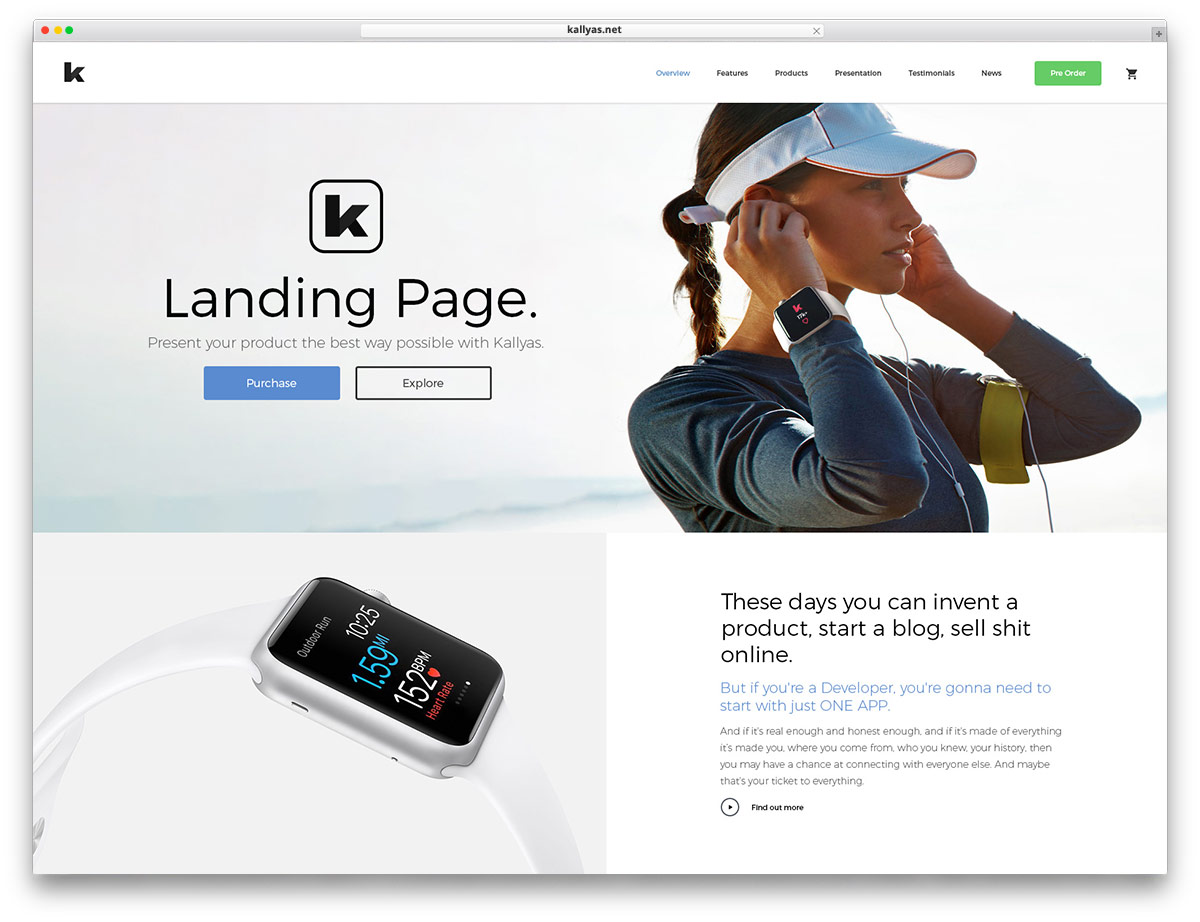 kallyas.net
k
Overview Features Products Presentation Testimonials News Pre Order
k
Landing Page.
Present your product the best way possible with Kallyas.
Purchase Explore
Outdoor Run
10:25
1.59MI
152BPM
Heart Rate
These days you can invent a
product, start a blog, sell shit
online.
But if you're a Developer, you're gonna need to
start with just ONE APP.
And if it's real enough and honest enough, and if it's made of everything
it's made you, where you come from, who you knew, your history, then
you may have a chance at connecting with everyone else. And maybe
that's your ticket to everything.
Find out more